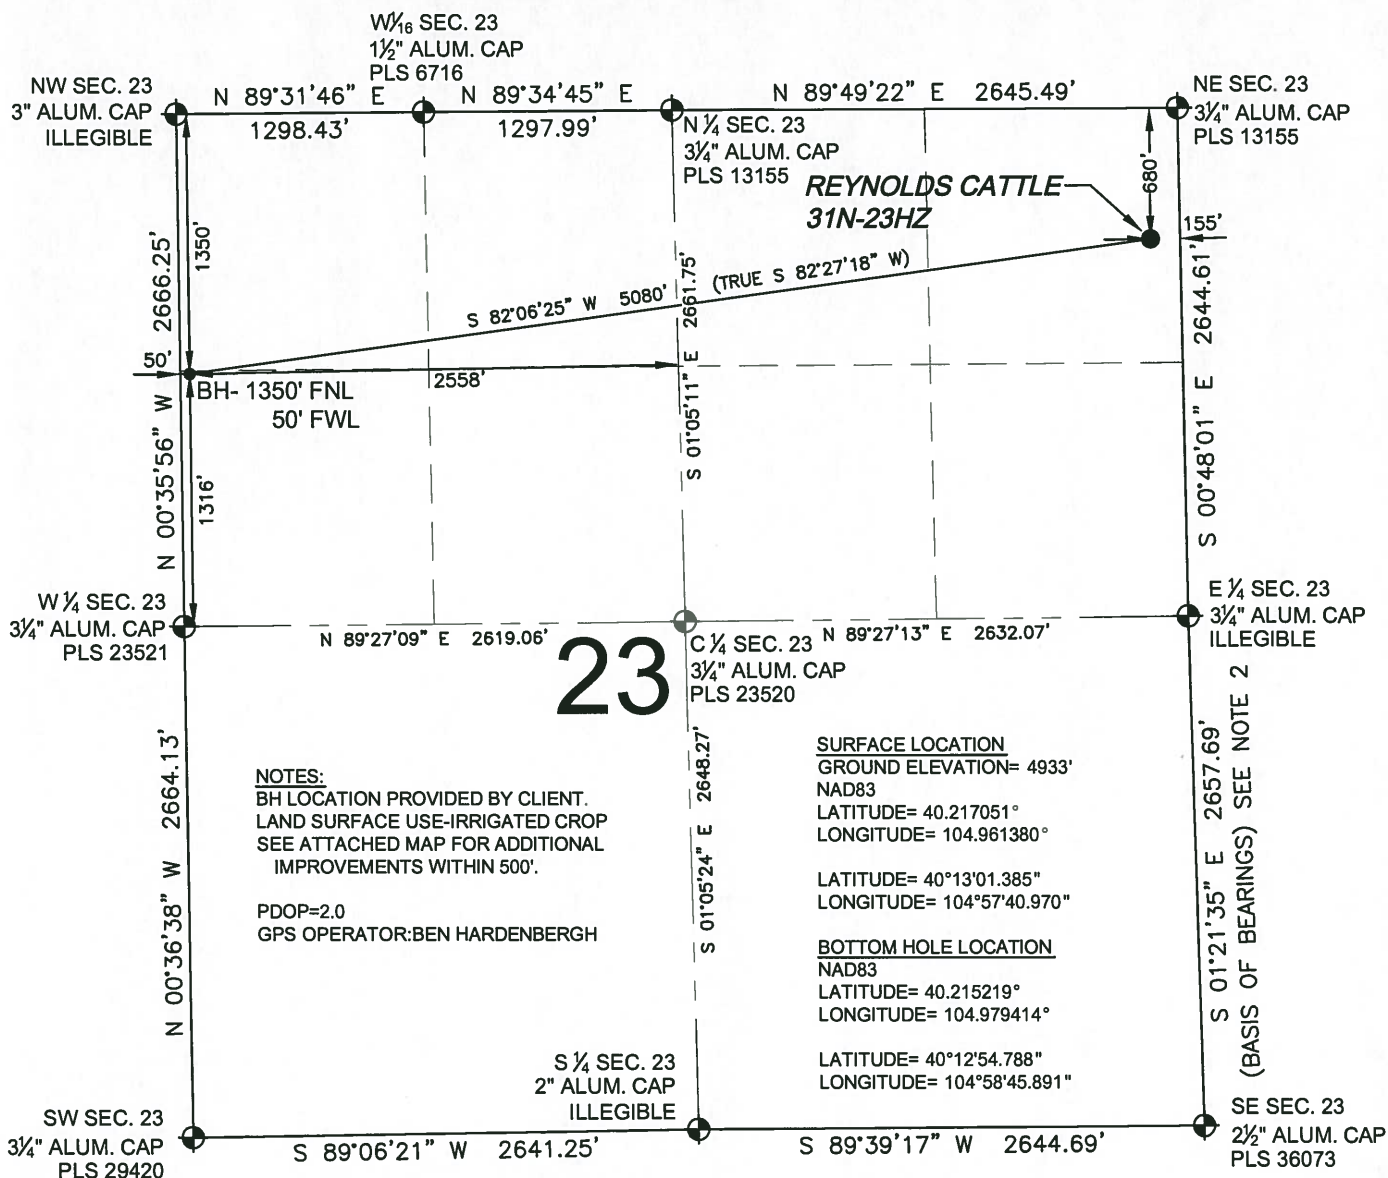 W 1/16 SEC. 23
1½" ALUM. CAP
PLS 6716
NW SEC. 23
3" ALUM. CAP
ILLEGIBLE
N 89°31'46" E
1298.43'
N 89°34'45" E
1297.99'
N 89°49'22" E 2645.49'
NE SEC. 23
3¼" ALUM. CAP
PLS 13155
N ¼ SEC. 23
3¼" ALUM. CAP
PLS 13155
REYNOLDS CATTLE
31N-23HZ
680'
155'
1350'
N 00°35'56" W 2666.25'
S 82°06'25" W 5080'
(TRUE S 82°27'18" W)
S 01°05'11" E 2661.75'
S 00°48'01" E 2644.61'
50'
2558'
BH- 1350' FNL
50' FWL
1316'
W ¼ SEC. 23
3¼" ALUM. CAP
PLS 23521
N 89°27'09" E 2619.06'
23
C ¼ SEC. 23
3¼" ALUM. CAP
PLS 23520
N 89°27'13" E 2632.07'
E ¼ SEC. 23
3¼" ALUM. CAP
ILLEGIBLE
N 00°36'38" W 2664.13'
NOTES:
BH LOCATION PROVIDED BY CLIENT.
LAND SURFACE USE-IRRIGATED CROP
SEE ATTACHED MAP FOR ADDITIONAL
IMPROVEMENTS WITHIN 500'.
PDOP=2.0
GPS OPERATOR:BEN HARDENBERGH
S 01°05'24" E 2648.27'
SURFACE LOCATION
GROUND ELEVATION= 4933'
NAD83
LATITUDE= 40.217051°
LONGITUDE= 104.961380°
LATITUDE= 40°13'01.385"
LONGITUDE= 104°57'40.970"
BOTTOM HOLE LOCATION
NAD83
LATITUDE= 40.215219°
LONGITUDE= 104.979414°
LATITUDE= 40°12'54.788"
LONGITUDE= 104°58'45.891"
S 01°21'35" E 2657.69'
(BASIS OF BEARINGS) SEE NOTE 2
SW SEC. 23
3¼" ALUM. CAP
PLS 29420
S 89°06'21" W 2641.25'
S ¼ SEC. 23
2" ALUM. CAP
ILLEGIBLE
S 89°39'17" W 2644.69'
SE SEC. 23
2½" ALUM. CAP
PLS 36073